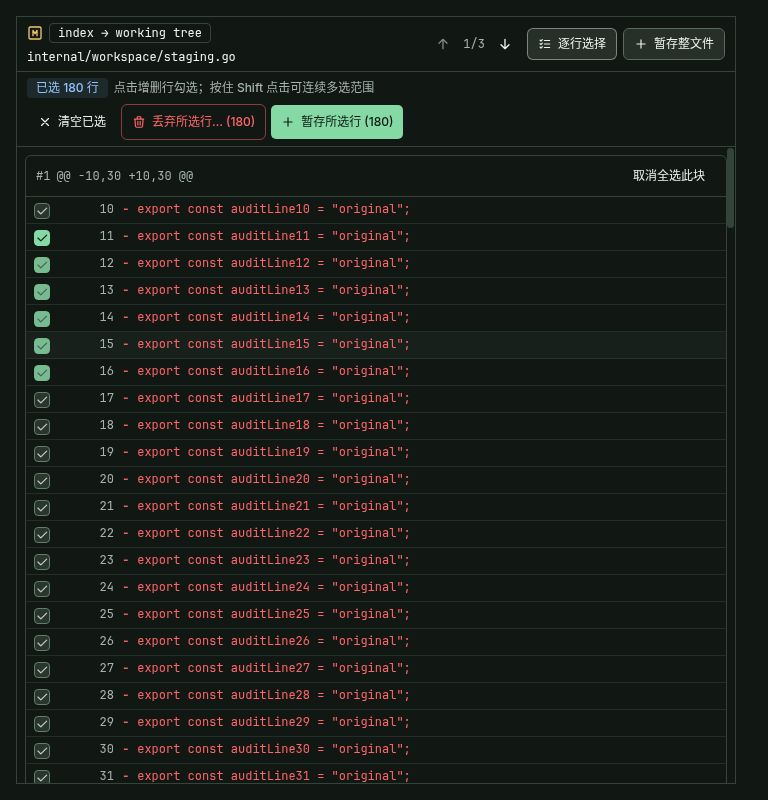 M index → working tree
internal/workspace/staging.go
1/3
逐行选择
暂存整文件
已选 180 行 点击增删行勾选；按住 Shift 点击可连续多选范围
清空已选 丢弃所选行... (180) 暂存所选行 (180)
#1 @@ -10,30 +10,30 @@ 取消全选此块
10 - export const auditLine10 = "original";
11 - export const auditLine11 = "original";
12 - export const auditLine12 = "original";
13 - export const auditLine13 = "original";
14 - export const auditLine14 = "original";
15 - export const auditLine15 = "original";
16 - export const auditLine16 = "original";
17 - export const auditLine17 = "original";
18 - export const auditLine18 = "original";
19 - export const auditLine19 = "original";
20 - export const auditLine20 = "original";
21 - export const auditLine21 = "original";
22 - export const auditLine22 = "original";
23 - export const auditLine23 = "original";
24 - export const auditLine24 = "original";
25 - export const auditLine25 = "original";
26 - export const auditLine26 = "original";
27 - export const auditLine27 = "original";
28 - export const auditLine28 = "original";
29 - export const auditLine29 = "original";
30 - export const auditLine30 = "original";
31 - export const auditLine31 = "original";